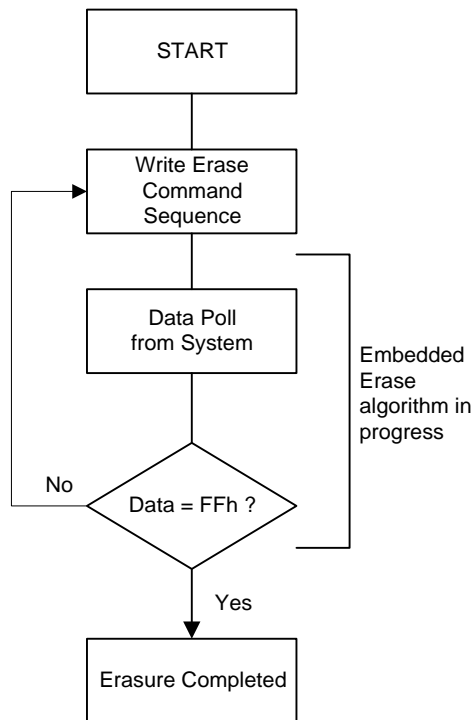 START
Write Erase
Command
Sequence
Data Poll
from System
Embedded
Erase
algorithm in
progress
No
Data = FFh ?
Yes
Erasure Completed